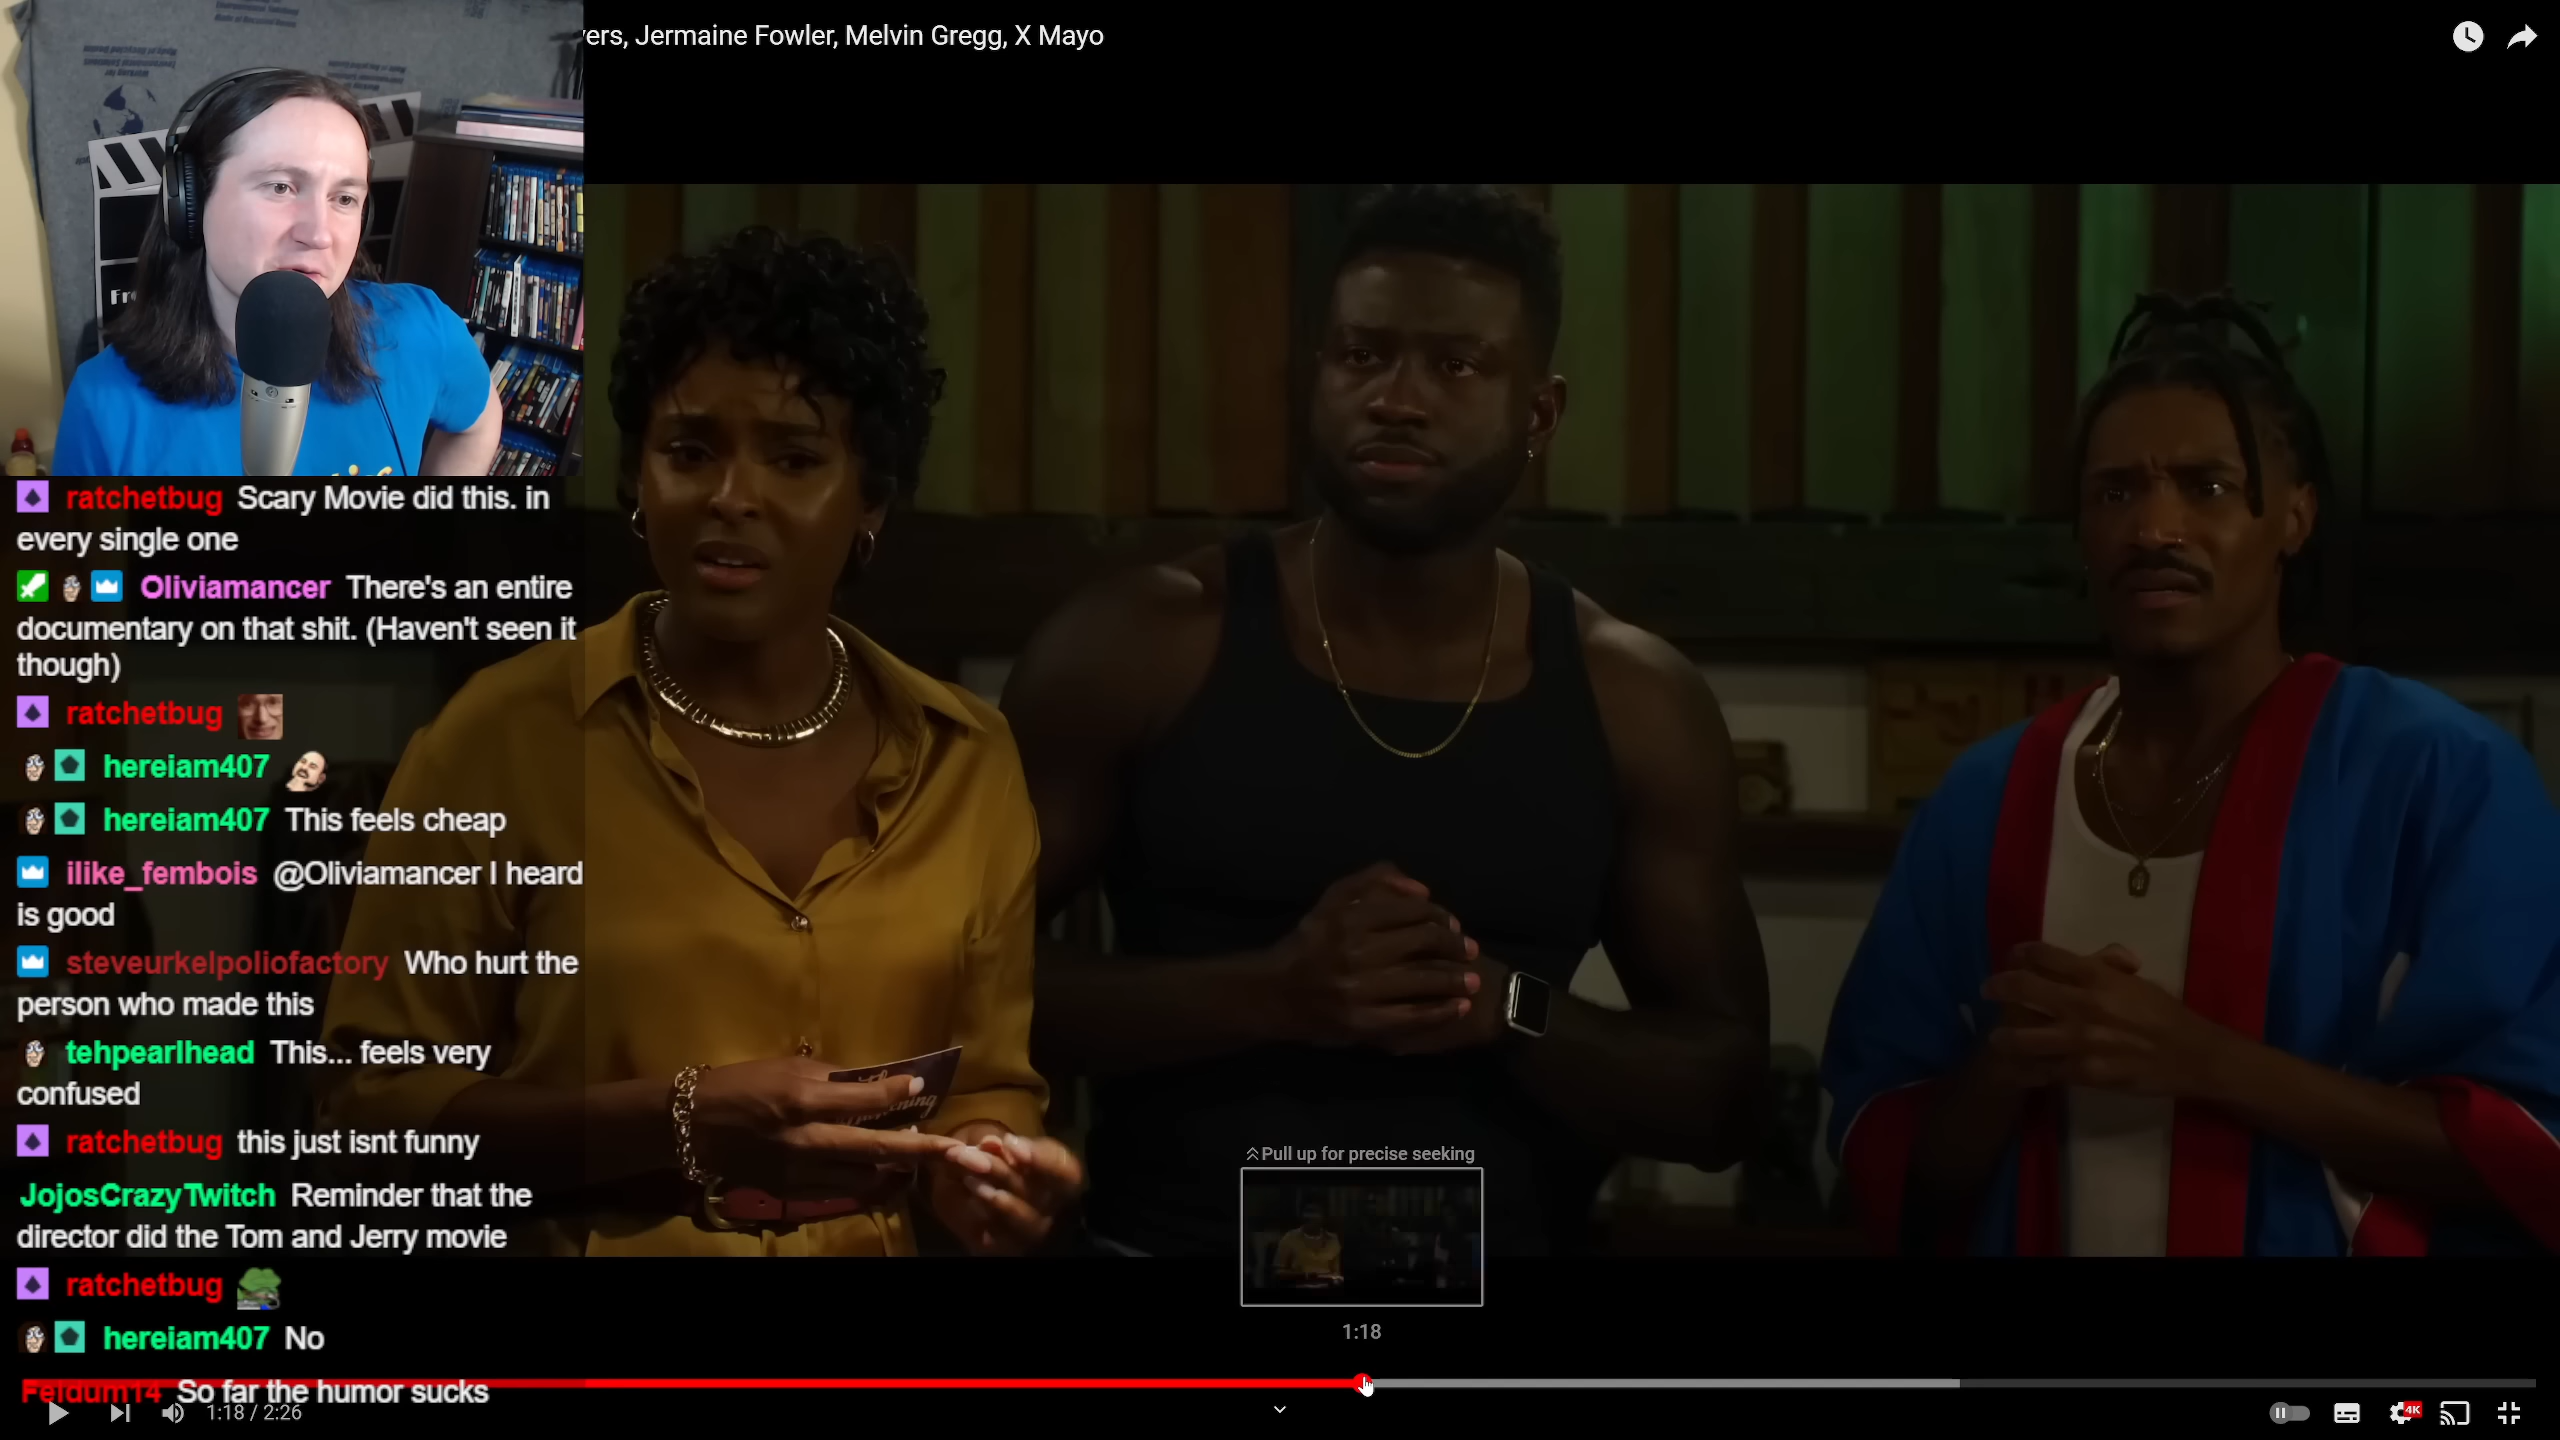 ers, Jermaine Fowler, Melvin Gregg, X Mayo
Fr
ratchetbug Scary Movie did this. in
every single one
Oliviamancer There's an entire
documentary on that shit. (Haven't seen it
though)
ratchetbug
hereiam407
hereiam407 This feels cheap
ilike_fembois @Oliviamancer I heard
is good
steveurkelpoliofactory Who hurt the
person who made this
tehpearlhead This... feels very
confused
ratchetbug this just isnt funny
JojosCrazyTwitch Reminder that the
director did the Tom and Jerry movie
ratchetbug
hereiam407 No
Feldum14 So far the humor sucks
Pull up for precise seeking
1:18
1:18 / 2:26
4K